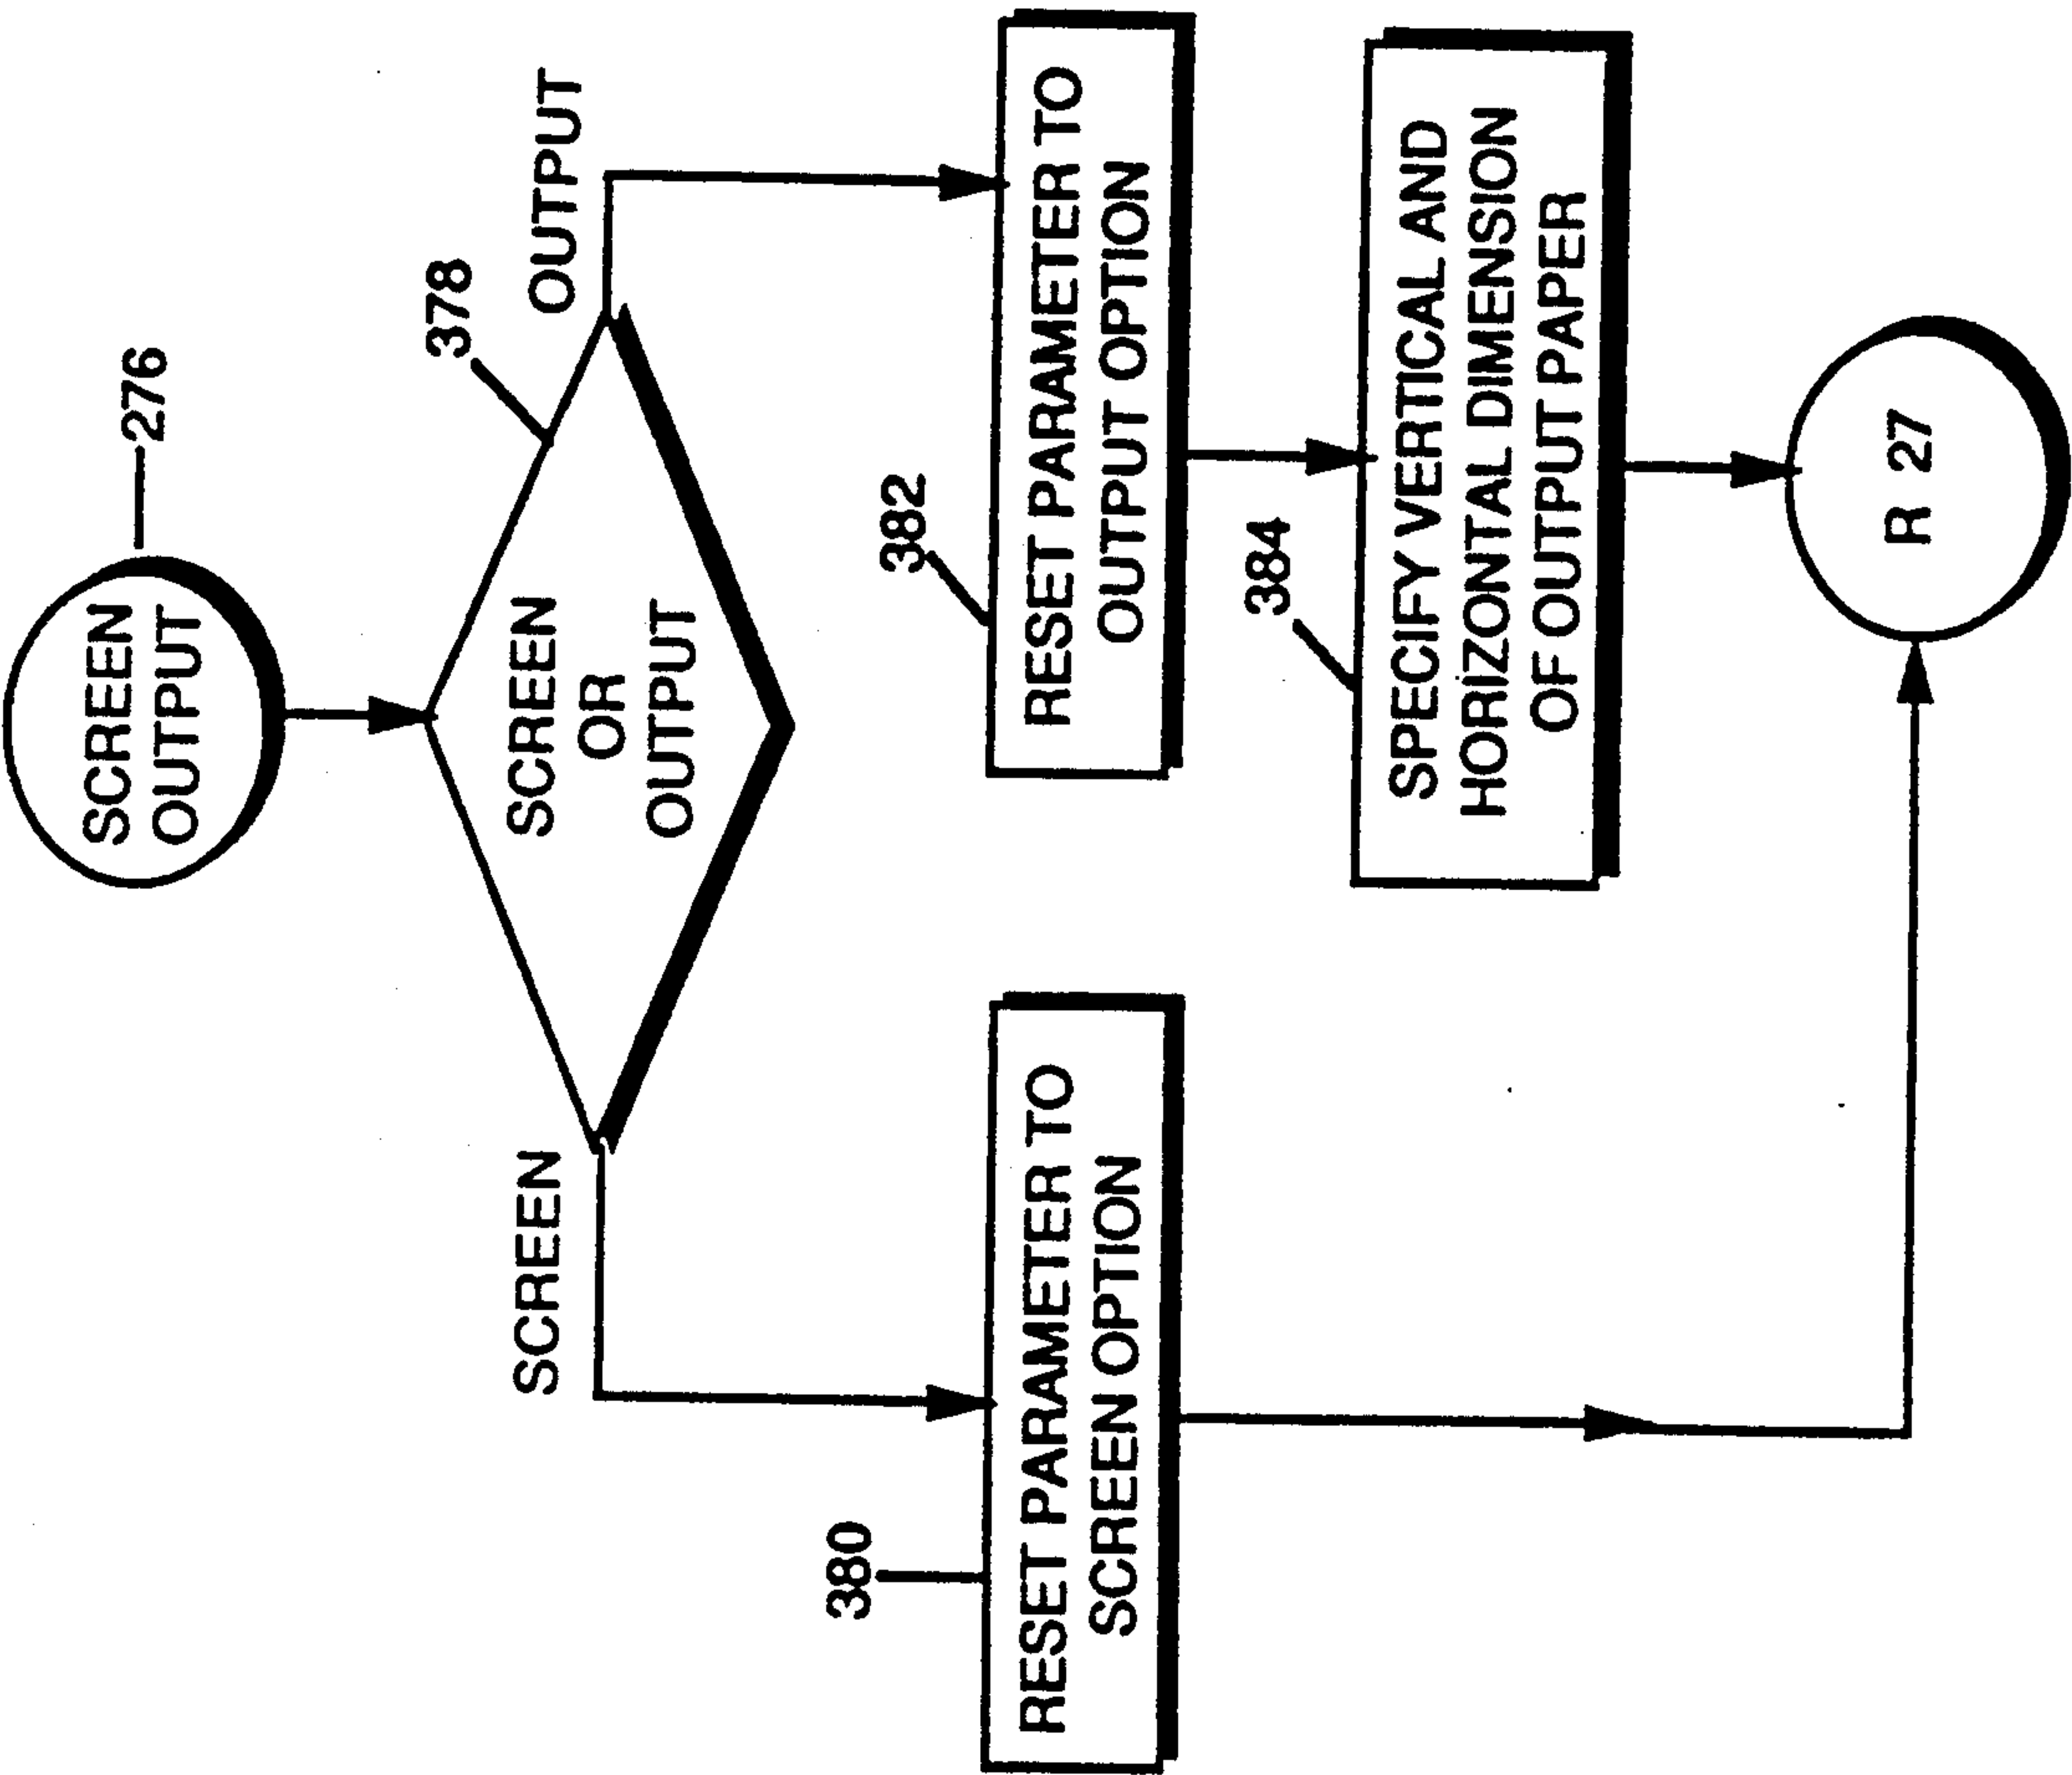 SCREEN
OUTPUT
276
378
SCREEN
OR
OUTPUT
SCREEN
OUTPUT
380
RESET PARAMETER TO
SCREEN OPTION
382
RESET PARAMETER TO
OUTPUT OPTION
384
SPECIFY VERTICAL AND
HORIZONTAL DIMENSION
OF OUTPUT PAPER
R 27